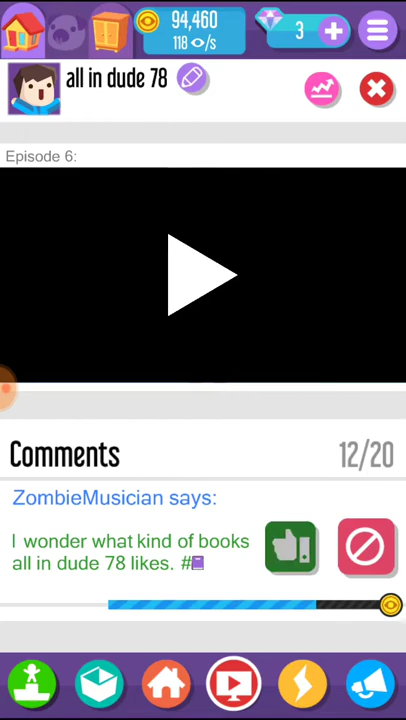 94,460
118 /s
3
all in dude 78
Episode 6:
Comments
12/20
ZombieMusician says:
I wonder what kind of books
all in dude 78 likes. #